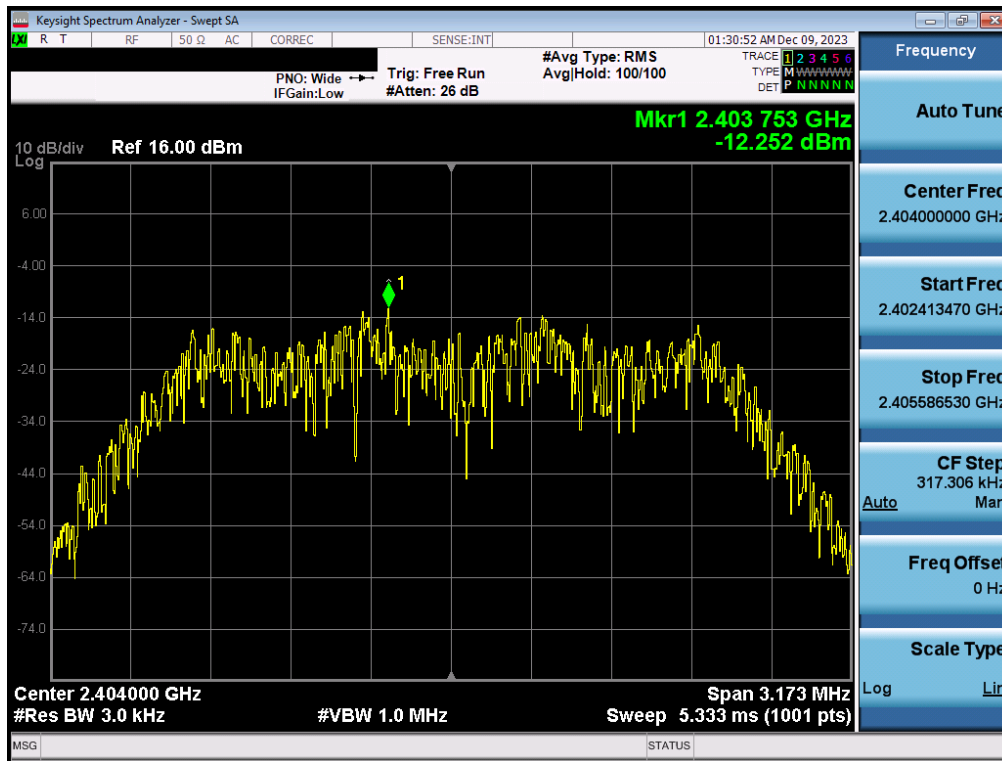 Keysight Spectrum Analyzer - Swept SA
LXI R T RF 50 Ω AC CORREC SENSE:INT 01:30:52 AM Dec 09, 2023
PNO: Wide
IFGain:Low
Trig: Free Run
#Atten: 26 dB
#Avg Type: RMS
Avg|Hold: 100/100
TRACE 1 2 3 4 5 6
TYPE M W W W W W
DET P N N N N N
Mkr1 2.403 753 GHz
-12.252 dBm
10 dB/div
Log
Ref 16.00 dBm
6.00
-4.00
1
-14.0
-24.0
-34.0
-44.0
-54.0
-64.0
-74.0
Center 2.404000 GHz Span 3.173 MHz
#Res BW 3.0 kHz #VBW 1.0 MHz Sweep 5.333 ms (1001 pts)
MSG STATUS
Frequency
Auto Tune
Center Freq
2.404000000 GHz
Start Freq
2.402413470 GHz
Stop Freq
2.405586530 GHz
CF Step
317.306 kHz
Auto Man
Freq Offset
0 Hz
Scale Type
Log Lin